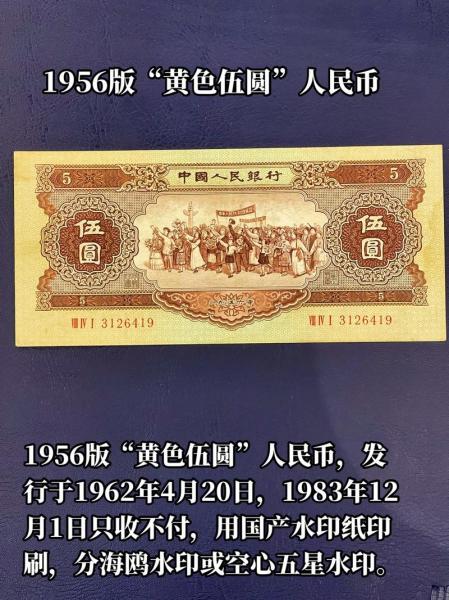 1956版“黄色伍圆”人民币
5 中國人民銀行 5
伍圓 伍圓
5 5
VIII IV I 3126419 VIII IV I 3126419
1956版“黄色伍圆”人民币，发
行于1962年4月20日，1983年12
月1日只收不付，用国产水印纸印
刷，分海鸥水印或空心五星水印。